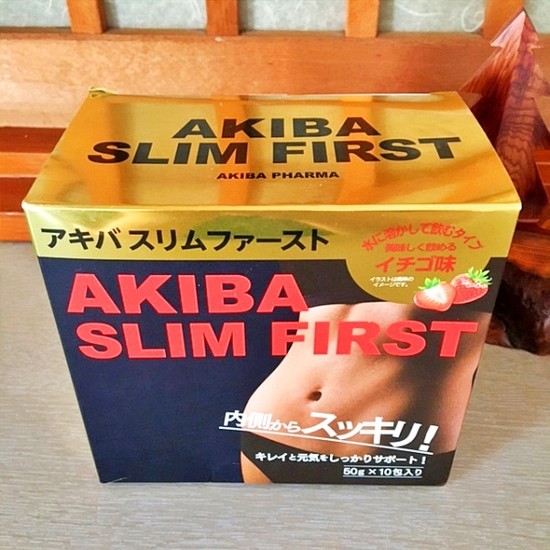 AKIBA
SLIM FIRST
AKIBA PHARMA
アキバ スリムファースト
水に溶かして飲むタイプ
美味しく飲める
イチゴ味
イラストは風味の
イメージです。
AKIBA
SLIM FIRST
内側からスッキリ!
キレイと元気をしっかりサポート!
50g×10包入り